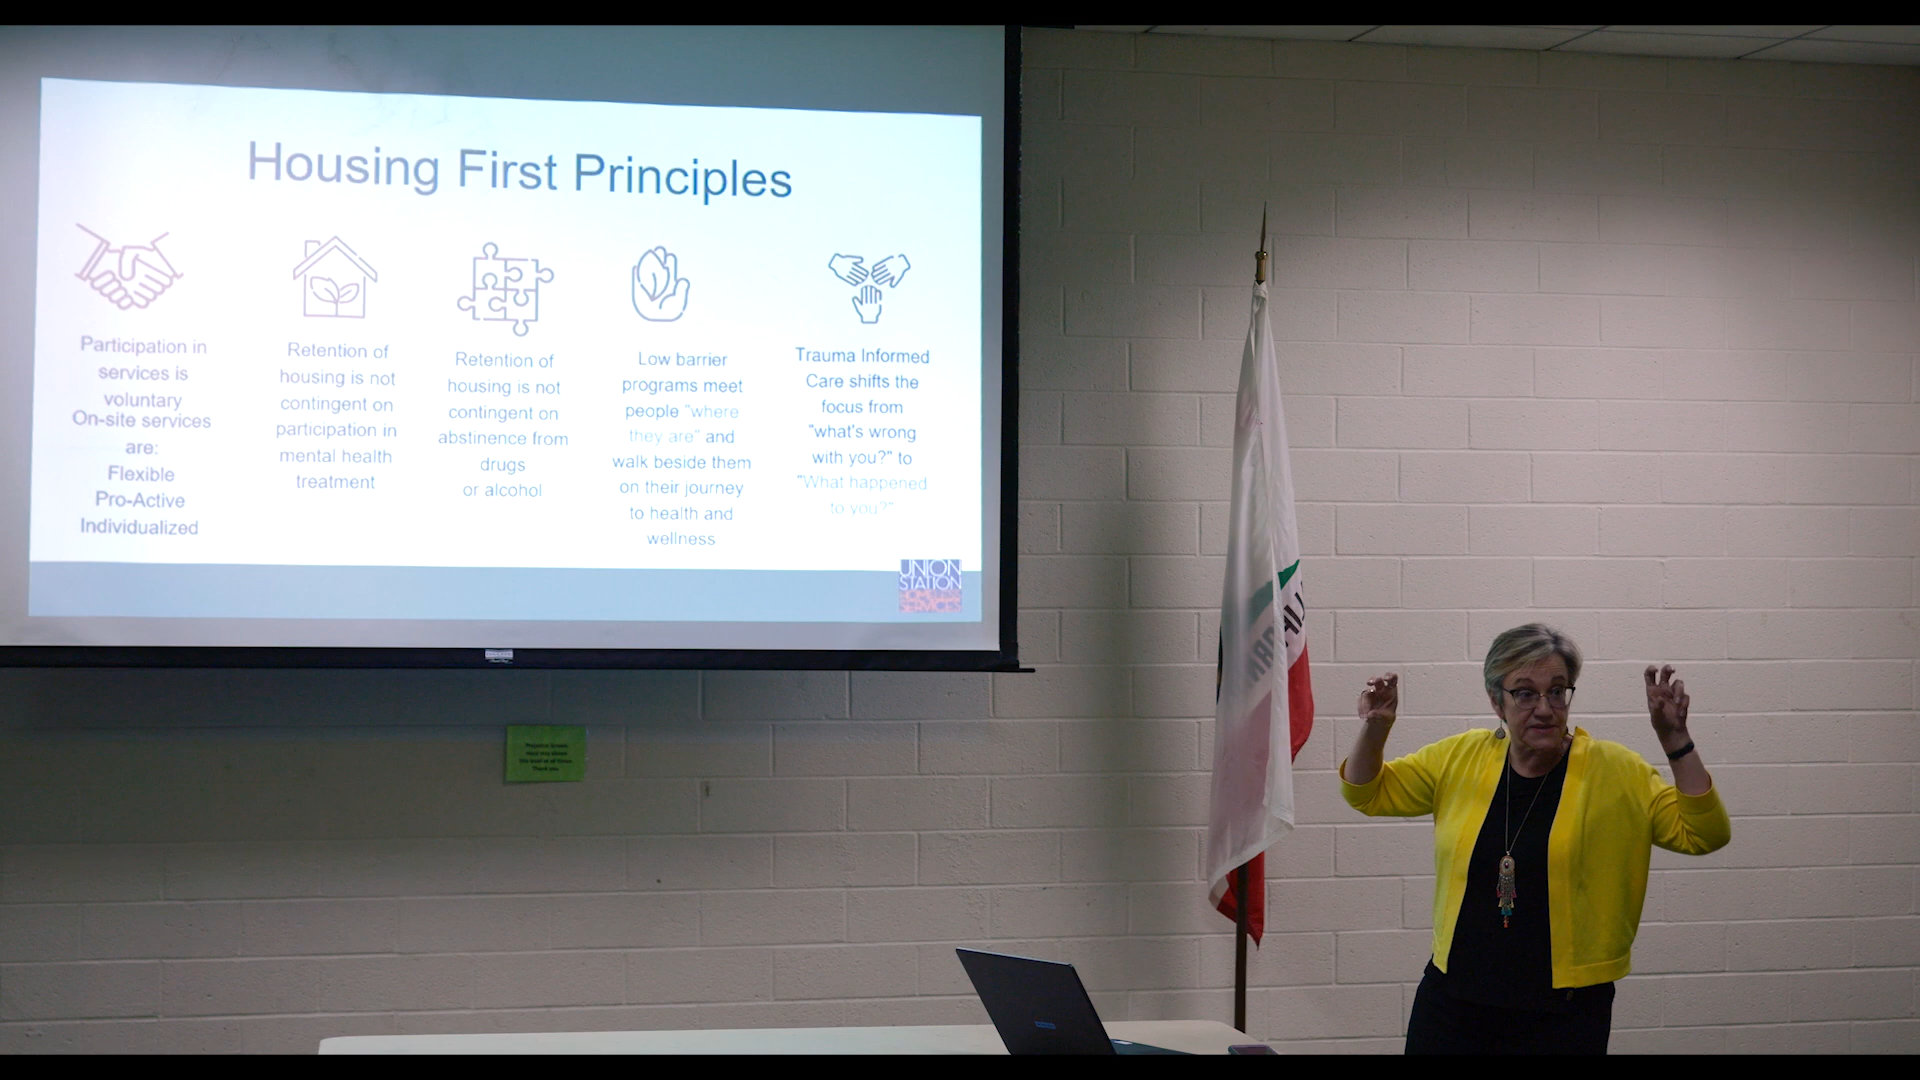 Housing First Principles
Participation in
services is
voluntary
On-site services
are:
Flexible
Pro-Active
Individualized
Retention of
housing is not
contingent on
participation in
mental health
treatment
Retention of
housing is not
contingent on
abstinence from
drugs
or alcohol
Low barrier
programs meet
people "where
they are" and
walk beside them
on their journey
to health and
wellness
Trauma Informed
Care shifts the
focus from
"what's wrong
with you?" to
"What happened
to you?"
UNION
STATION
HOMELESS
SERVICES
Thank you